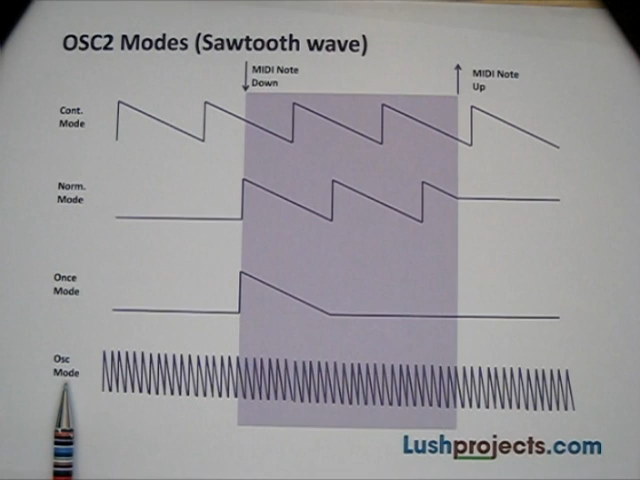 OSC2 Modes (Sawtooth wave)
MIDI Note
Down
MIDI Note
Up
Cont.
Mode
Norm.
Mode
Once
Mode
Osc
Mode
Lushprojects.com